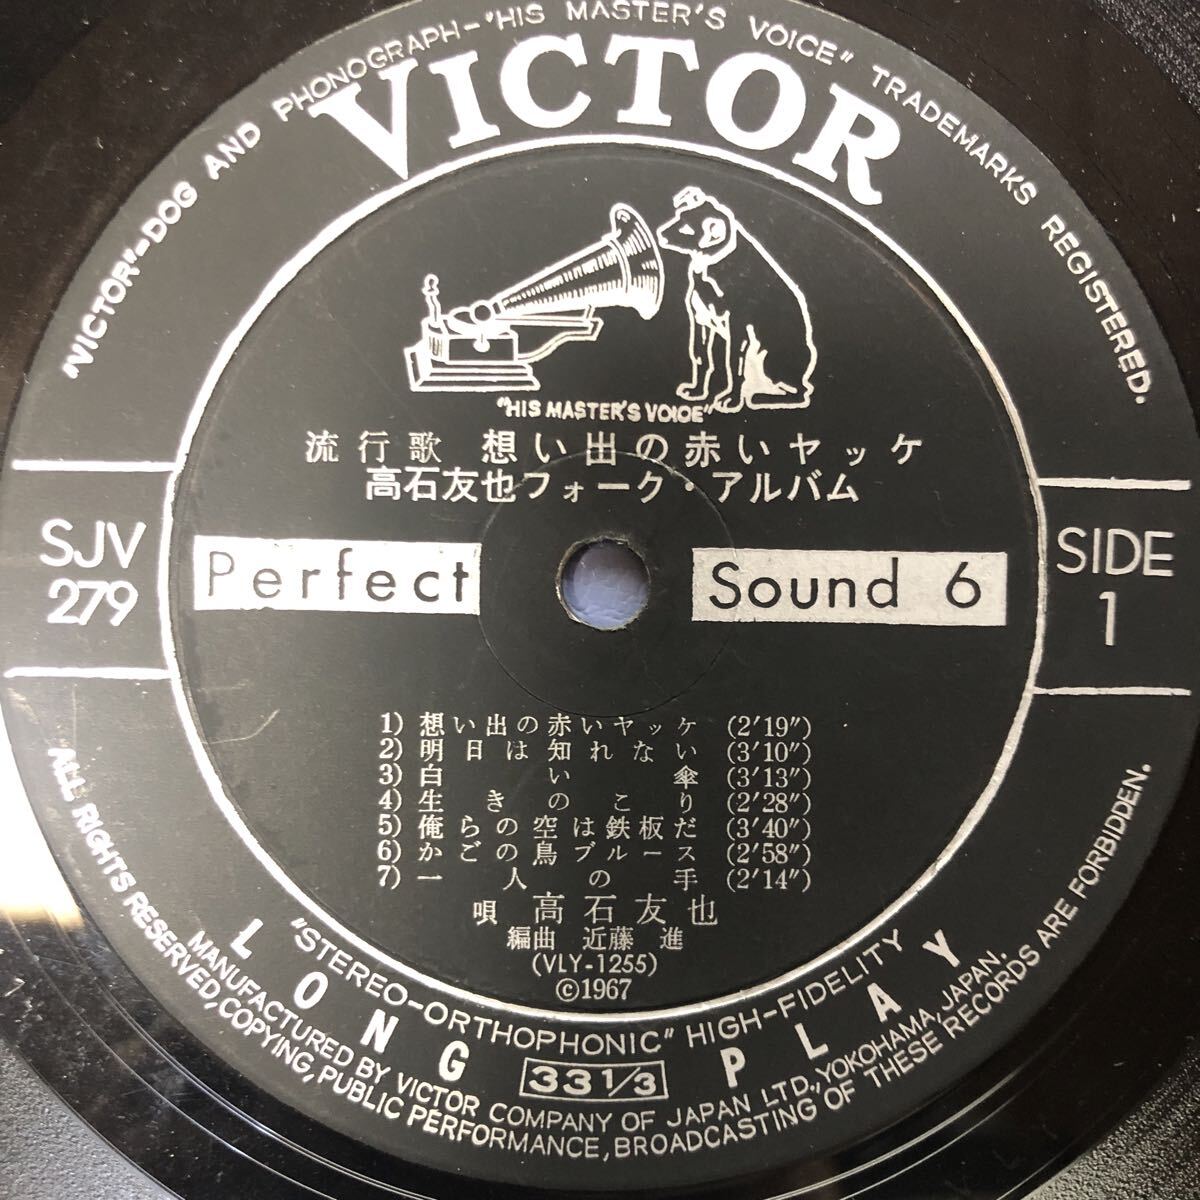 "VICTOR"-DOG AND PHONOGRAPH-"HIS MASTER'S VOICE" TRADEMARKS REGISTERED.
VICTOR
"HIS MASTER'S VOICE"
流行歌 想い出の赤いヤッケ
高石友也フォーク・アルバム
SJV
279
Perfect Sound 6
SIDE
1
1) 想い出の赤いヤッケ (2'19")
2) 明日は知れない (3'10")
3) 白い傘 (3'13")
4) 生きのこり (2'28")
5) 俺らの空は鉄板だ (3'40")
6) かごの鳥ブルース (2'58")
7) 一人の手 (2'14")
唄 高石友也
編曲 近藤 進
(VLY-1255)
©1967
"STEREO-ORTHOPHONIC" HIGH-FIDELITY
LONG PLAY
33 1/3
MANUFACTURED BY VICTOR COMPANY OF JAPAN LTD., YOKOHAMA, JAPAN.
ALL RIGHTS RESERVED, COPYING, PUBLIC PERFORMANCE, BROADCASTING OF THESE RECORDS ARE FORBIDDEN.